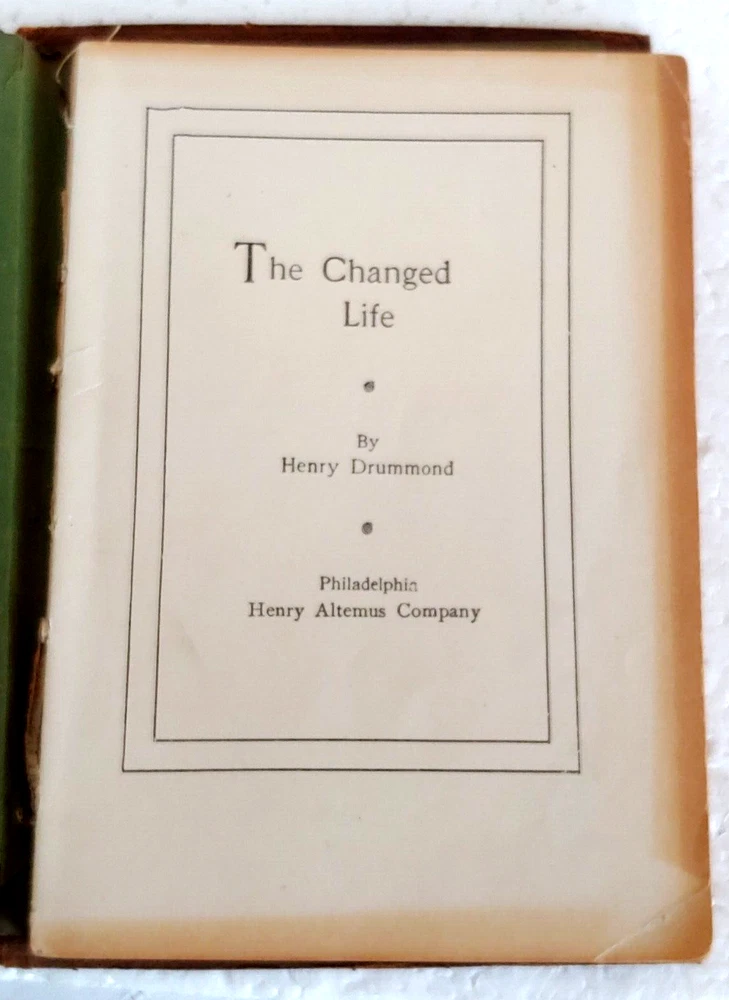 The Changed
Life
By
Henry Drummond
Philadelphia
Henry Altemus Company